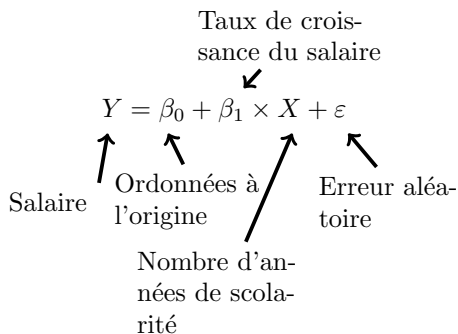 Taux de crois-
sance du salaire
Y = β₀ + β₁ × X + ε
Salaire
Ordonnées à
l'origine
Erreur aléa-
toire
Nombre d'an-
nées de scola-
rité